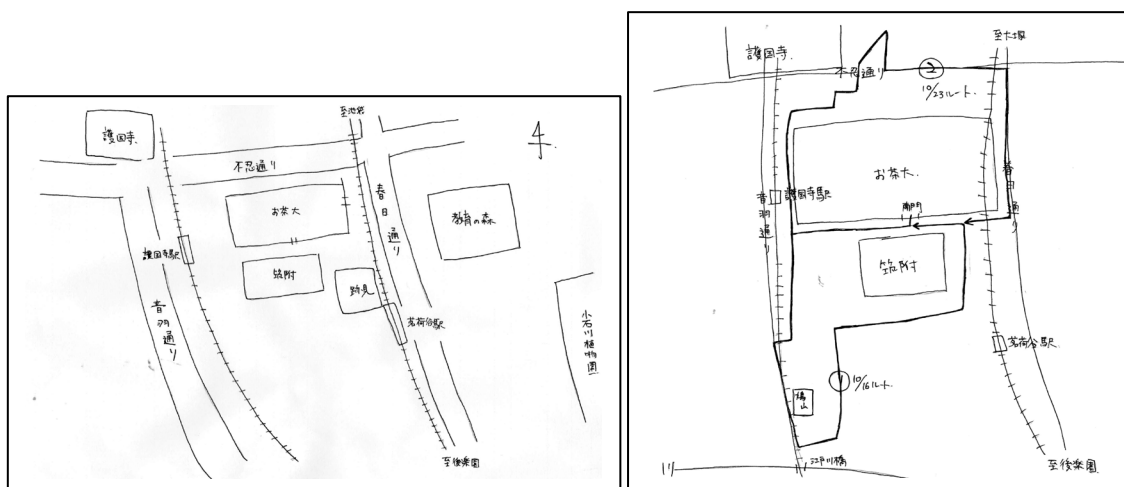 至池袋
護国寺
不忍通り
春日通り
お茶大
教育の森
護国寺駅
筑附
跡見
茗荷谷駅
音羽通り
小石川植物園
至後楽園
至大塚
護国寺
不忍通り
②
10/23ルート
お茶大
春日通り
護国寺駅
音羽通り
南門
筑附
茗荷谷駅
①
10/16ルート
鳩山
江戸川橋
至後楽園